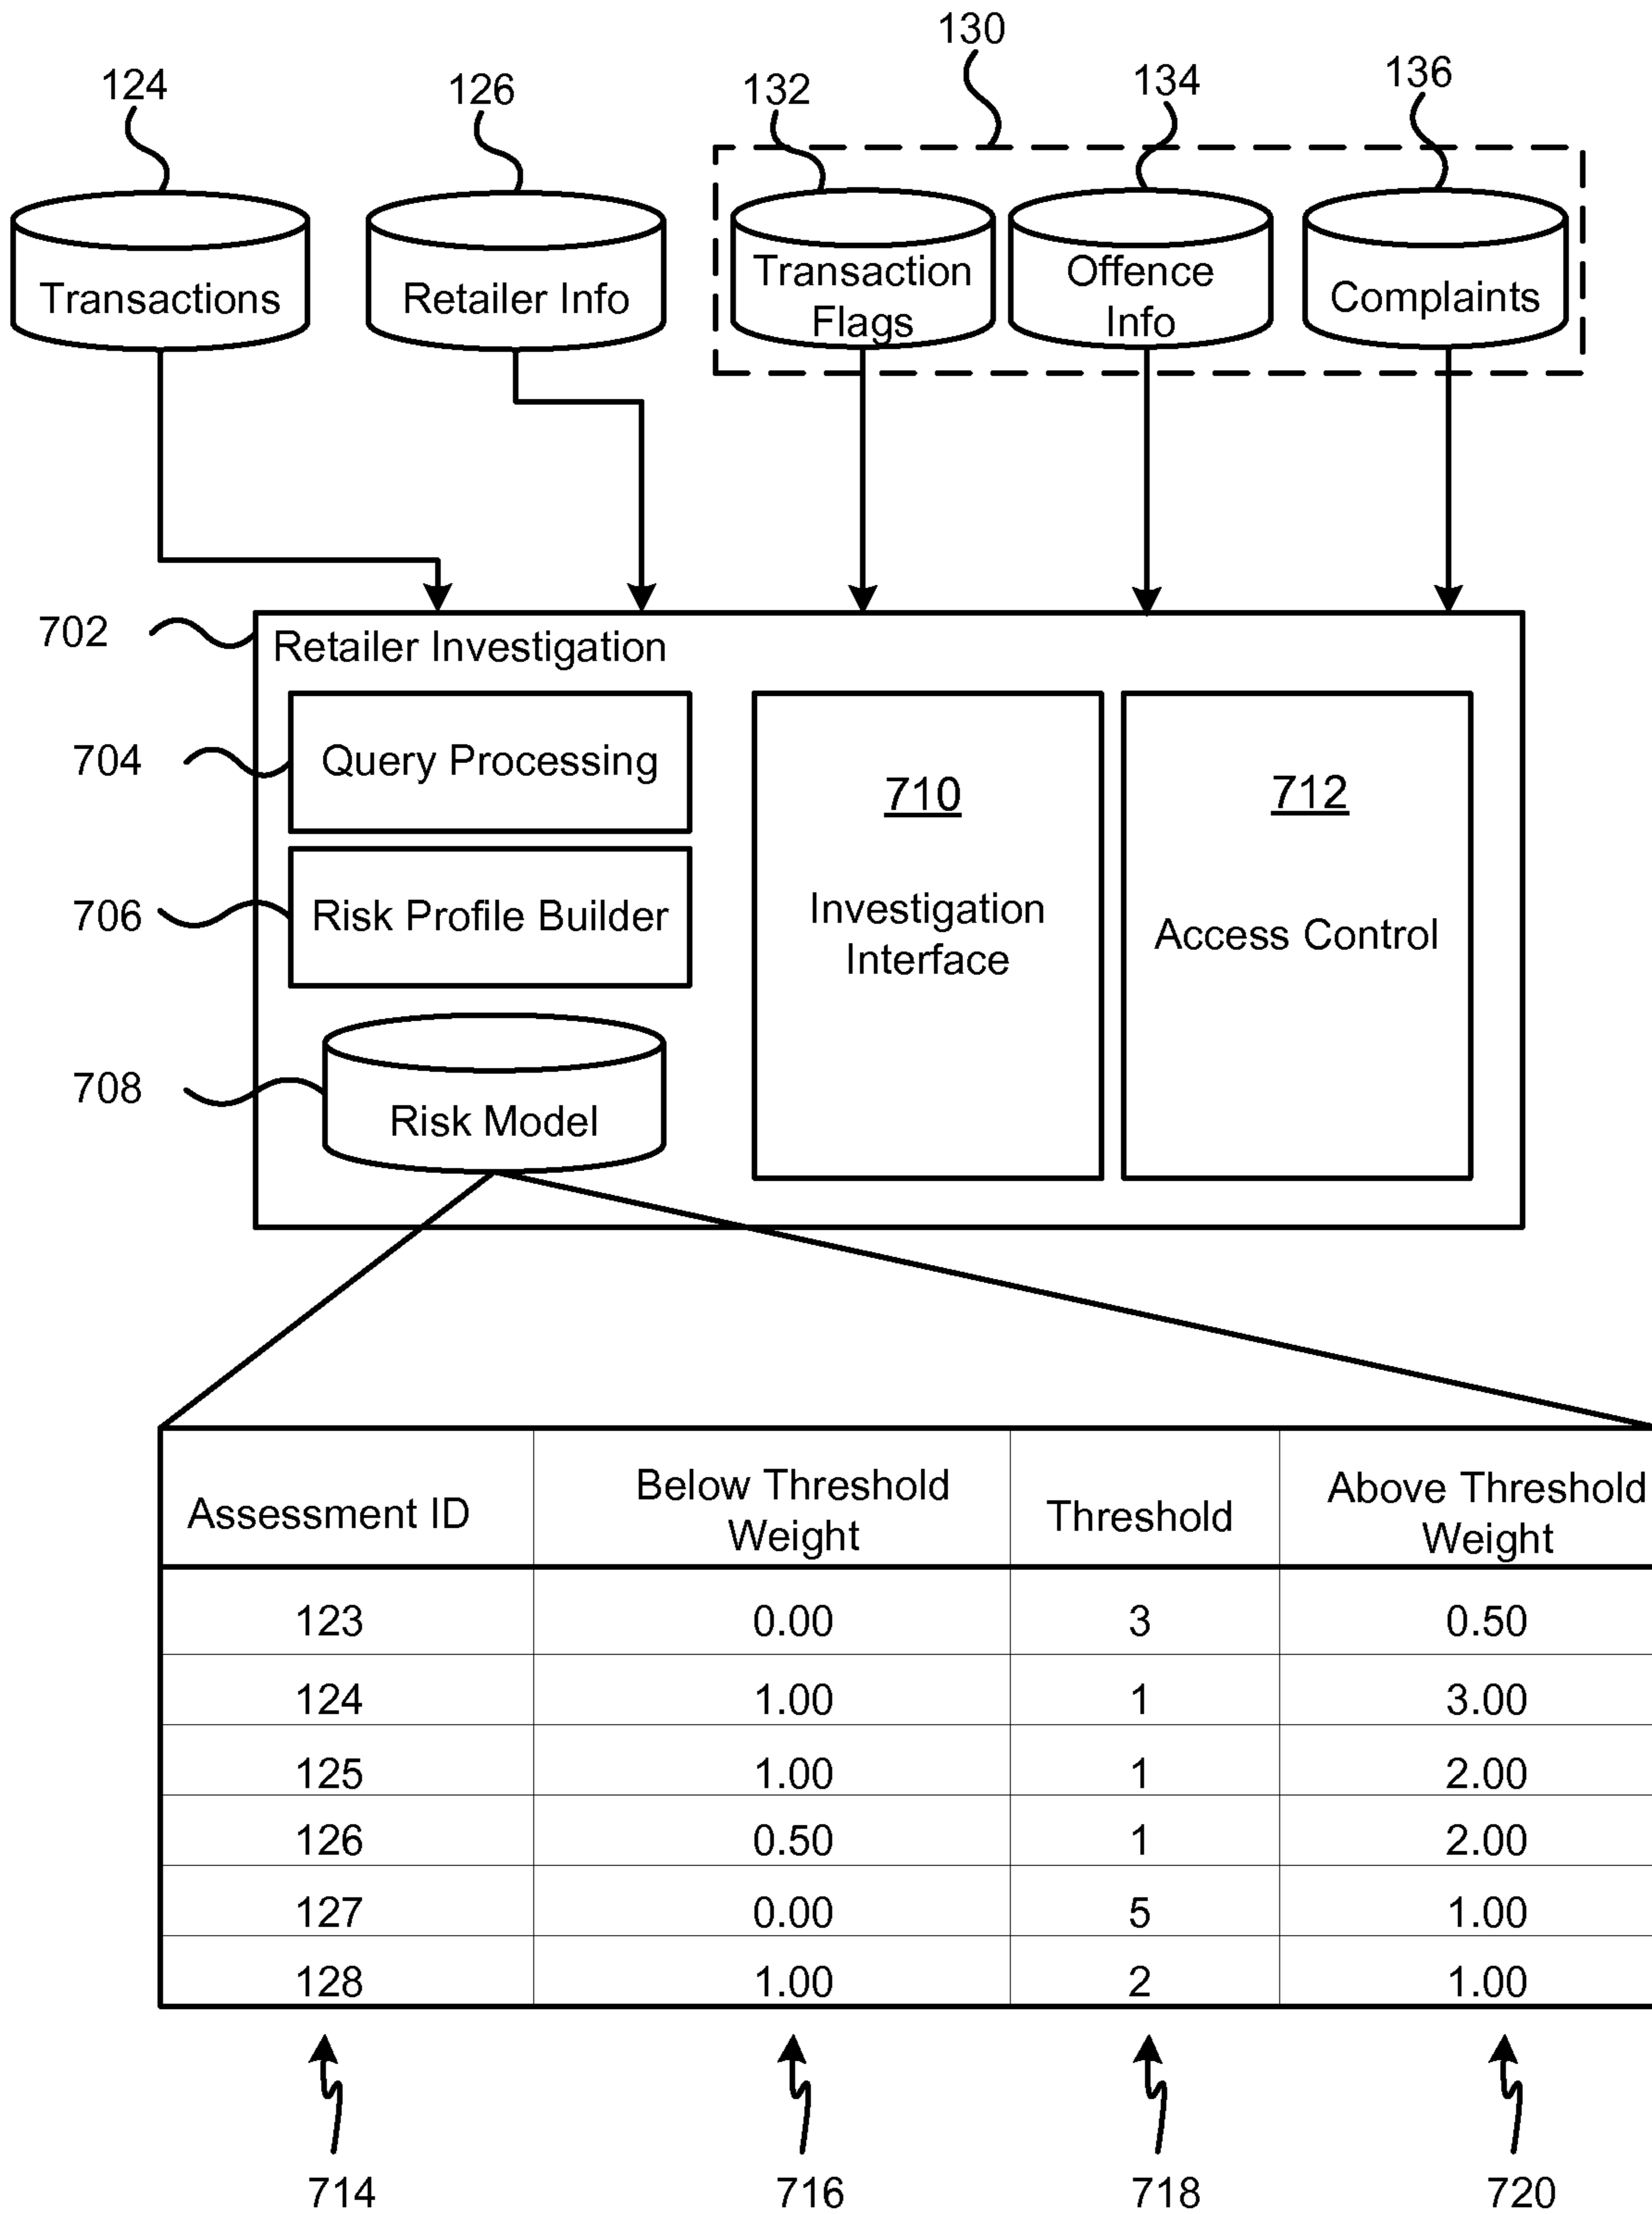 130
124
126
132
134
136
Transactions
Retailer Info
Transaction
Flags
Offence
Info
Complaints
702
Retailer Investigation
704
Query Processing
706
Risk Profile Builder
708
Risk Model
710
Investigation
Interface
712
Access Control
Assessment ID
Below Threshold
Weight
Threshold
Above Threshold
Weight
123 0.00 3 0.50
124 1.00 1 3.00
125 1.00 1 2.00
126 0.50 1 2.00
127 0.00 5 1.00
128 1.00 2 1.00
714
716
718
720